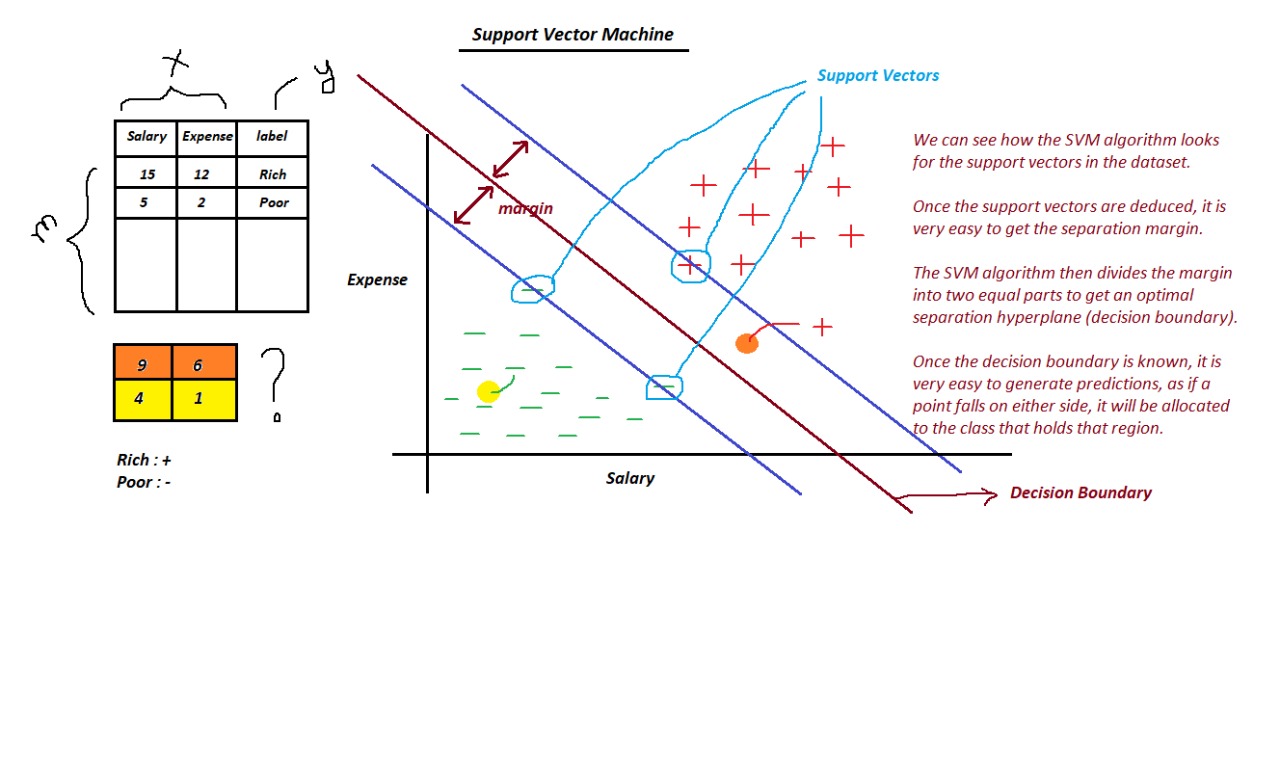 Support Vector Machine
x
y
Support Vectors
Salary Expense label
15 12 Rich
5 2 Poor
m
margin
Expense
9 6
4 1
?
Rich : +
Poor : -
Salary
Decision Boundary
We can see how the SVM algorithm looks
for the support vectors in the dataset.
Once the support vectors are deduced, it is
very easy to get the separation margin.
The SVM algorithm then divides the margin
into two equal parts to get an optimal
separation hyperplane (decision boundary).
Once the decision boundary is known, it is
very easy to generate predictions, as if a
point falls on either side, it will be allocated
to the class that holds that region.